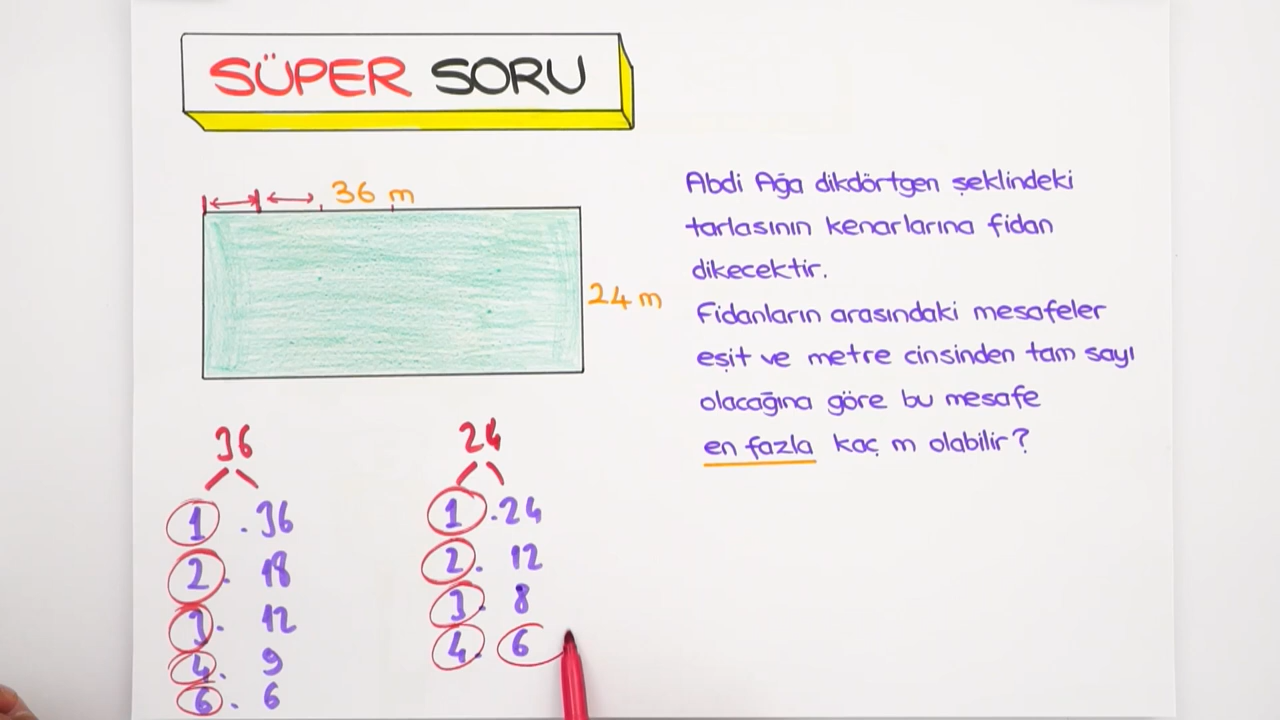 SÜPER SORU
36 m
24 m
Abdi Ağa dikdörtgen şeklindeki
tarlasının kenarlarına fidan
dikecektir.
Fidanların arasındaki mesafeler
eşit ve metre cinsinden tam sayı
olacağına göre bu mesafe
en fazla kaç m olabilir?
36
1 . 36
2 . 18
3 . 12
4 . 9
6 . 6
24
1 . 24
2 . 12
3 . 8
4 . 6